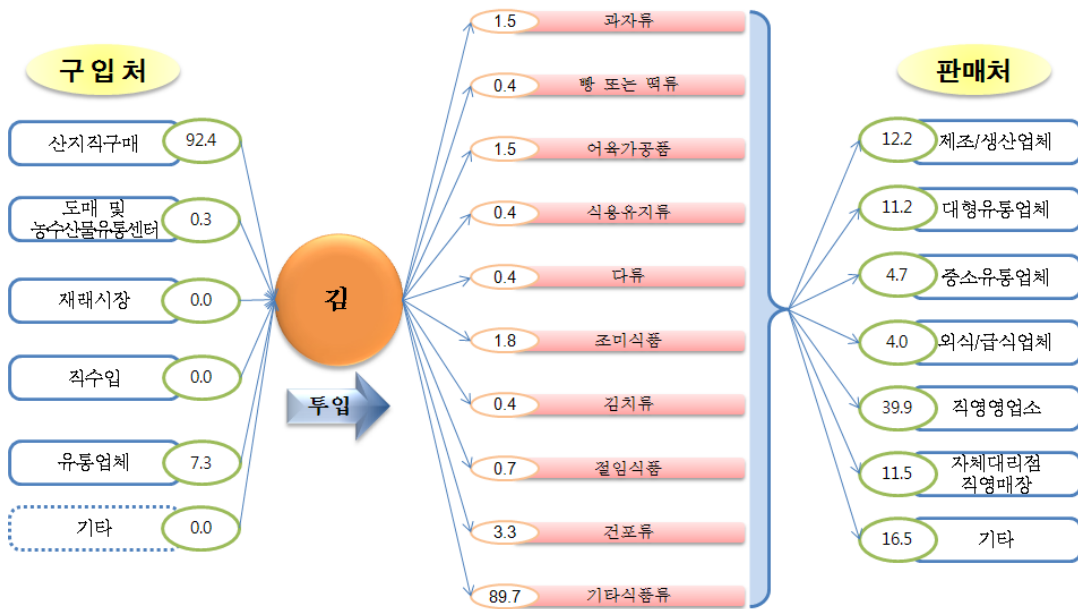 구입처
산지직구매
92.4
도매 및
농수산물유통센터
0.3
재래시장
0.0
직수입
0.0
유통업체
7.3
기타
0.0
김
투입
1.5
과자류
0.4
빵 또는 떡류
1.5
어육가공품
0.4
식용유지류
0.4
다류
1.8
조미식품
0.4
김치류
0.7
절임식품
3.3
건포류
89.7
기타식품류
판매처
12.2
제조/생산업체
11.2
대형유통업체
4.7
중소유통업체
4.0
외식/급식업체
39.9
직영영업소
11.5
자체대리점
직영매장
16.5
기타